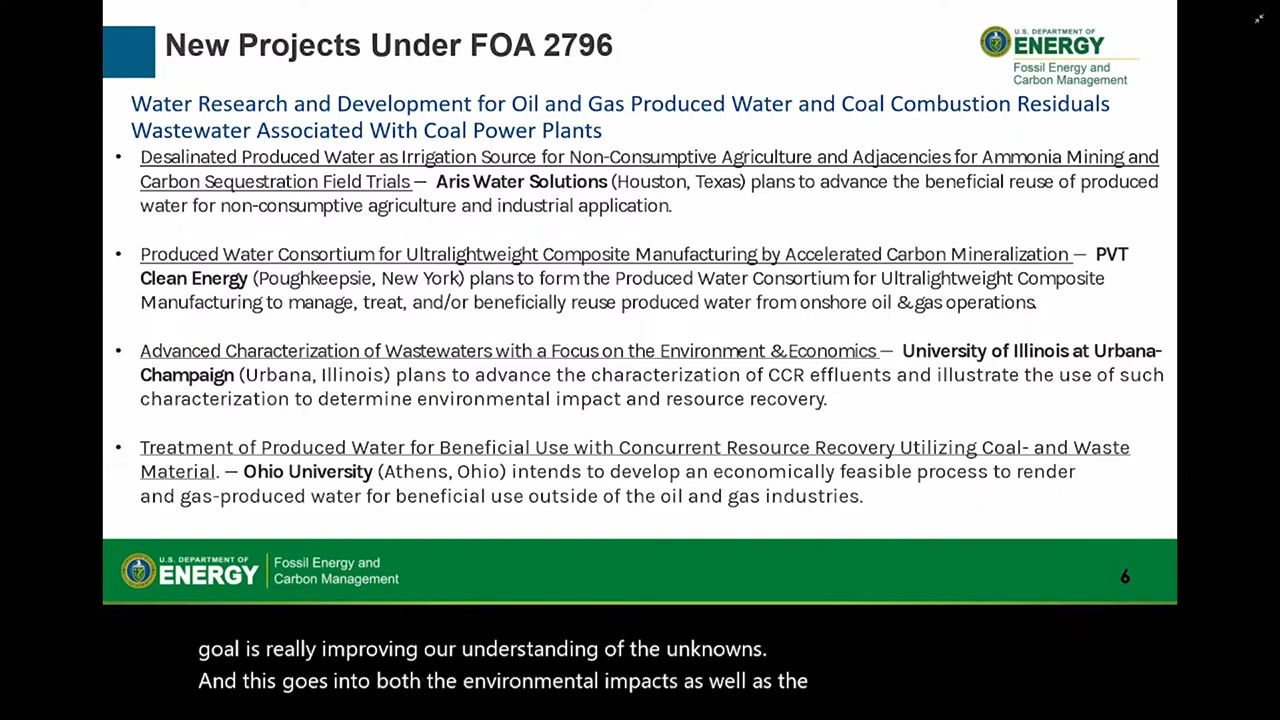 New Projects Under FOA 2796
U.S. DEPARTMENT OF
ENERGY
Fossil Energy and
Carbon Management
Water Research and Development for Oil and Gas Produced Water and Coal Combustion Residuals
Wastewater Associated With Coal Power Plants
• Desalinated Produced Water as Irrigation Source for Non-Consumptive Agriculture and Adjacencies for Ammonia Mining and
Carbon Sequestration Field Trials — Aris Water Solutions (Houston, Texas) plans to advance the beneficial reuse of produced
water for non-consumptive agriculture and industrial application.
• Produced Water Consortium for Ultralightweight Composite Manufacturing by Accelerated Carbon Mineralization — PVT
Clean Energy (Poughkeepsie, New York) plans to form the Produced Water Consortium for Ultralightweight Composite
Manufacturing to manage, treat, and/or beneficially reuse produced water from onshore oil &gas operations.
• Advanced Characterization of Wastewaters with a Focus on the Environment &Economics — University of Illinois at Urbana-
Champaign (Urbana, Illinois) plans to advance the characterization of CCR effluents and illustrate the use of such
characterization to determine environmental impact and resource recovery.
• Treatment of Produced Water for Beneficial Use with Concurrent Resource Recovery Utilizing Coal- and Waste
Material. — Ohio University (Athens, Ohio) intends to develop an economically feasible process to render
and gas-produced water for beneficial use outside of the oil and gas industries.
U.S. DEPARTMENT OF
ENERGY
Fossil Energy and
Carbon Management
6
goal is really improving our understanding of the unknowns.
And this goes into both the environmental impacts as well as the